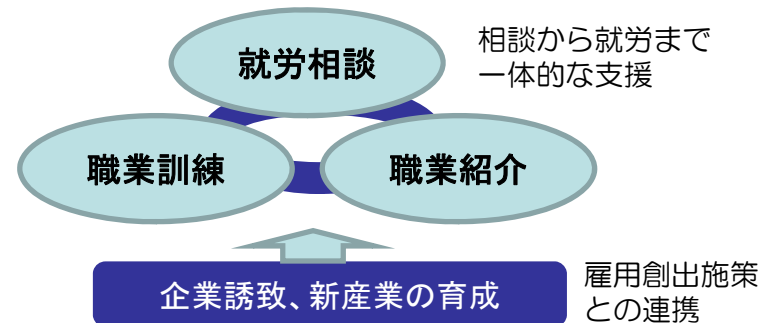 就労相談
相談から就労まで
一体的な支援
職業訓練
職業紹介
企業誘致、新産業の育成
雇用創出施策
との連携